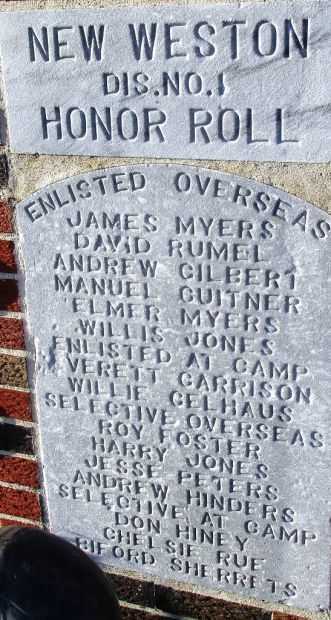 NEW WESTON
DIS.NO.1
HONOR ROLL
ENLISTED OVERSEAS
JAMES MYERS
DAVID RUMEL
ANDREW GILBERT
MANUEL GUITNER
ELMER MYERS
WILLIS JONES
ENLISTED AT CAMP
EVERETT GARRISON
WILLIE GELHAUS
SELECTIVE OVERSEAS
ROY FOSTER
HARRY JONES
JESSE PETERS
ANDREW HINDERS
SELECTIVE AT CAMP
DON HINEY
CHELSIE RUE
BIFORD SHERRETS